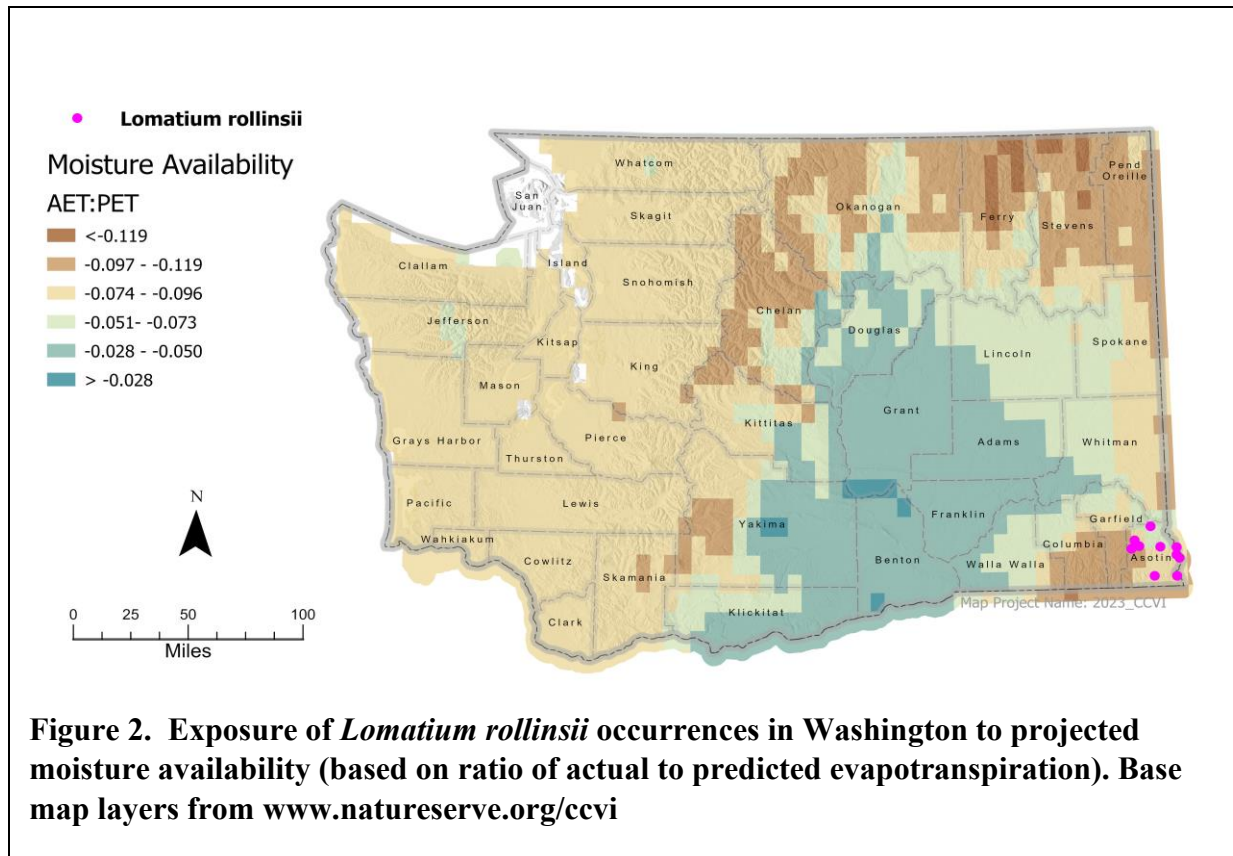 Lomatium rollinsii
Moisture Availability
AET:PET
<-0.119
-0.097 - -0.119
-0.074 - -0.096
-0.051- -0.073
-0.028 - -0.050
> -0.028
N
0 50 100
Miles
Whatcom
San
Juan
Skagit
Okanogan
Ferry
Stevens
Pend
Oreille
Clallam
Island
Snohomish
Chelan
Jefferson
Douglas
Kitsap
King
Lincoln
Spokane
Mason
Grant
Kittitas
Grays Harbor
Pierce
Thurston
Adams
Whitman
Pacific
Lewis
Yakima
Franklin
Garfield
Wahkiakum
Columbia
Asotin
Cowlitz
Skamania
Benton
Walla Walla
Klickitat
Clark
Map Project Name: 2023_CCVI
Figure 2. Exposure of Lomatium rollinsii occurrences in Washington to projected
moisture availability (based on ratio of actual to predicted evapotranspiration). Base
map layers from www.natureserve.org/ccvi